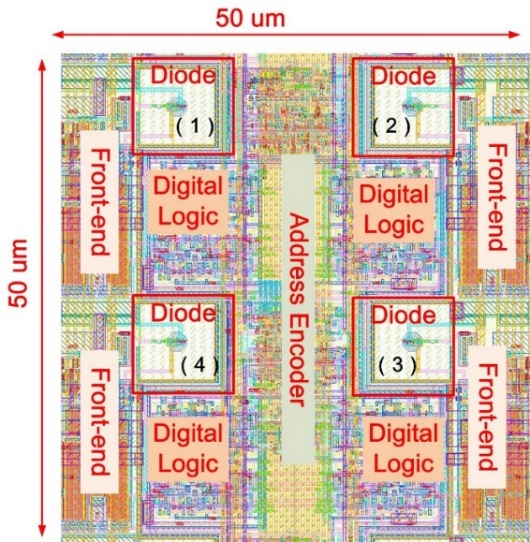 50 um
50 um
Diode
( 1 )
Diode
( 2 )
Front-end
Digital
Logic
Address Encoder
Digital
Logic
Front-end
Diode
( 4 )
Diode
( 3 )
Front-end
Digital
Logic
Digital
Logic
Front-end